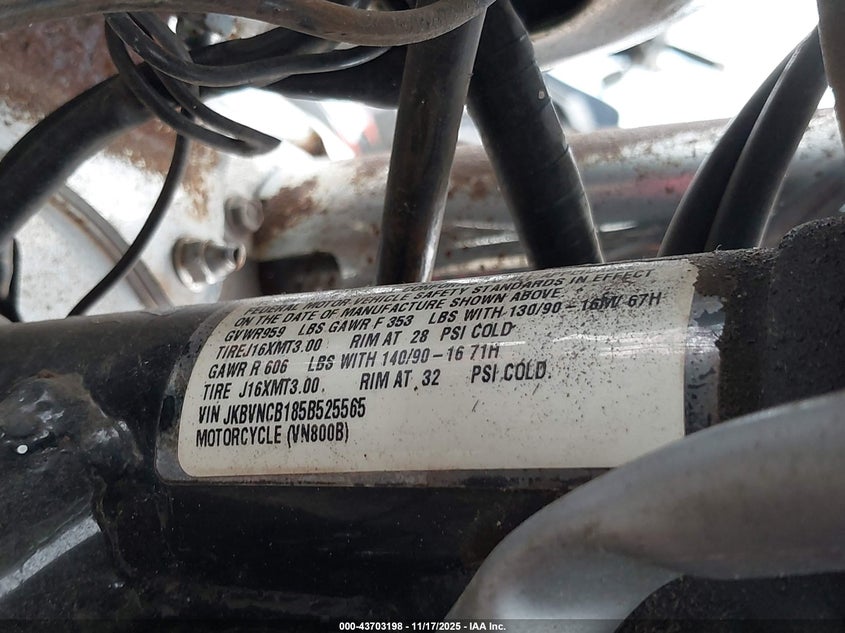 FEDERAL MOTOR VEHICLE SAFETY STANDARDS IN EFFECT
ON THE DATE OF MANUFACTURE SHOWN ABOVE.
GVWR959 LBS GAWR F 353 LBS WITH 130/90-16M/ 67H
TIREJ16XMT3.00 RIM AT 28 PSI COLD
GAWR R 606 LBS WITH 140/90-16 71H
TIRE J16XMT3.00. RIM AT 32 PSI COLD.
VIN JKBVNCB185B525565
MOTORCYCLE (VN800B)
000-43703198 - 11/17/2025 - IAA Inc.